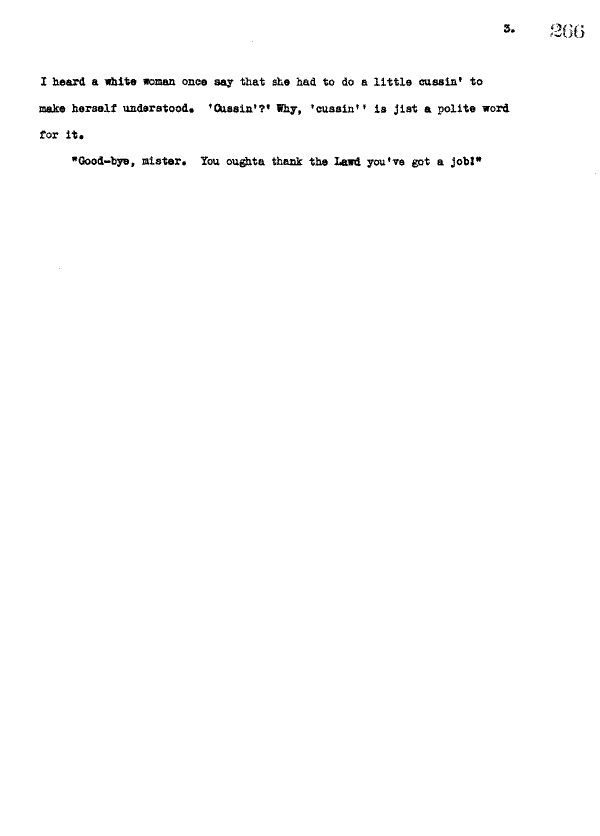 3. 266
I heard a white woman once say that she had to do a little cussin' to
make herself understood. 'Cussin'?' Why, 'cussin'' is jist a polite word
for it.
"Good-bye, mister. You oughta thank the Lawd you've got a job!"